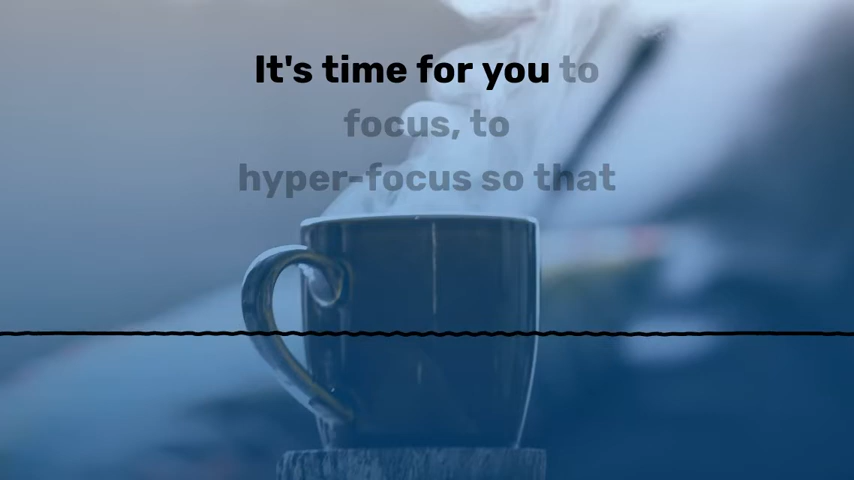 It's time for you to
focus, to
hyper-focus so that